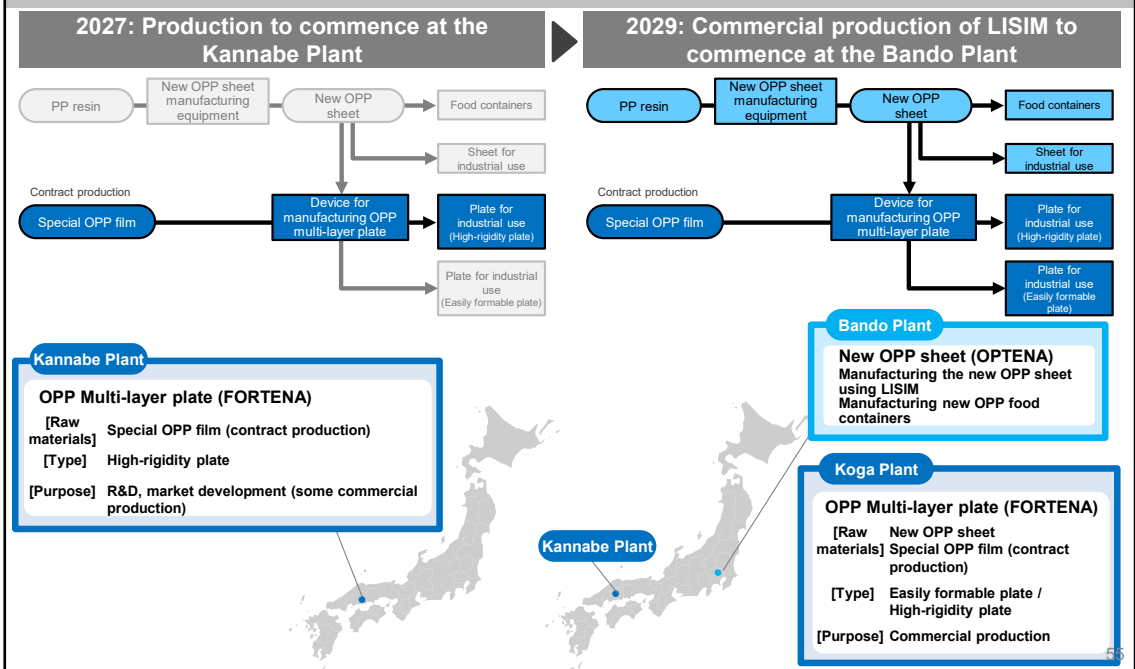 2027: Production to commence at the
Kannabe Plant
PP resin
New OPP sheet
manufacturing
equipment
New OPP
sheet
Food containers
Sheet for
industrial use
Contract production
Special OPP film
Device for
manufacturing OPP
multi-layer plate
Plate for
industrial use
(High-rigidity plate)
Plate for industrial
use
(Easily formable plate)
Kannabe Plant
OPP Multi-layer plate (FORTENA)
[Raw
materials] Special OPP film (contract production)
[Type] High-rigidity plate
[Purpose] R&D, market development (some commercial
production)
2029: Commercial production of LISIM to
commence at the Bando Plant
PP resin
New OPP sheet
manufacturing
equipment
New OPP
sheet
Food containers
Sheet for
industrial use
Contract production
Special OPP film
Device for
manufacturing OPP
multi-layer plate
Plate for
industrial use
(High-rigidity plate)
Plate for
industrial use
(Easily formable
plate)
Bando Plant
New OPP sheet (OPTENA)
Manufacturing the new OPP sheet
using LISIM
Manufacturing new OPP food
containers
Kannabe Plant
Koga Plant
OPP Multi-layer plate (FORTENA)
[Raw New OPP sheet
materials] Special OPP film (contract
production)
[Type] Easily formable plate /
High-rigidity plate
[Purpose] Commercial production
55